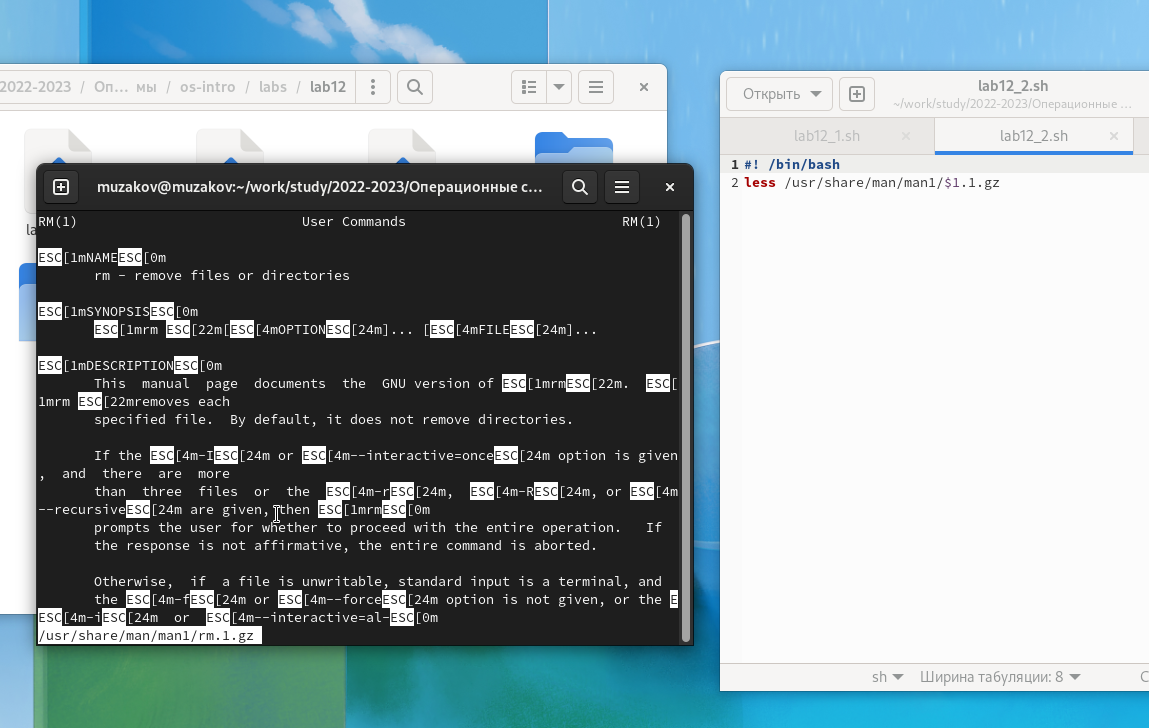 2022-2023 / Оп… мы / os-intro / labs / lab12
muzakov@muzakov:~/work/study/2022-2023/Операционные с…
RM(1)                            User Commands                           RM(1)
ESC[1mNAMEESC[0m
       rm - remove files or directories
ESC[1mSYNOPSISESC[0m
       ESC[1mrm ESC[22m[ESC[4mOPTIONESC[24m]... [ESC[4mFILEESC[24m]...
ESC[1mDESCRIPTIONESC[0m
       This  manual  page  documents  the  GNU version of ESC[1mrmESC[22m.  ESC[
1mrm ESC[22mremoves each
       specified file.  By default, it does not remove directories.
       If the ESC[4m-IESC[24m or ESC[4m--interactive=onceESC[24m option is given
,  and  there  are  more
       than  three  files  or  the  ESC[4m-rESC[24m,  ESC[4m-RESC[24m, or ESC[4m
--recursiveESC[24m are given, then ESC[1mrmESC[0m
       prompts the user for whether to proceed with the entire operation.   If
       the response is not affirmative, the entire command is aborted.
       Otherwise,  if  a file is unwritable, standard input is a terminal, and
       the ESC[4m-fESC[24m or ESC[4m--forceESC[24m option is not given, or the E
ESC[4m-iESC[24m  or  ESC[4m--interactive=al-ESC[0m
/usr/share/man/man1/rm.1.gz
Открыть
lab12_2.sh
~/work/study/2022-2023/Операционные …
lab12_1.sh
lab12_2.sh
1 #! /bin/bash
2 less /usr/share/man/man1/$1.1.gz
sh
Ширина табуляции: 8
С
la